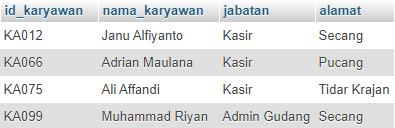 id_karyawan nama_karyawan jabatan alamat
KA012 Janu Alfiyanto Kasir Secang
KA066 Adrian Maulana Kasir Pucang
KA075 Ali Affandi Kasir Tidar Krajan
KA099 Muhammad Riyan Admin Gudang Secang